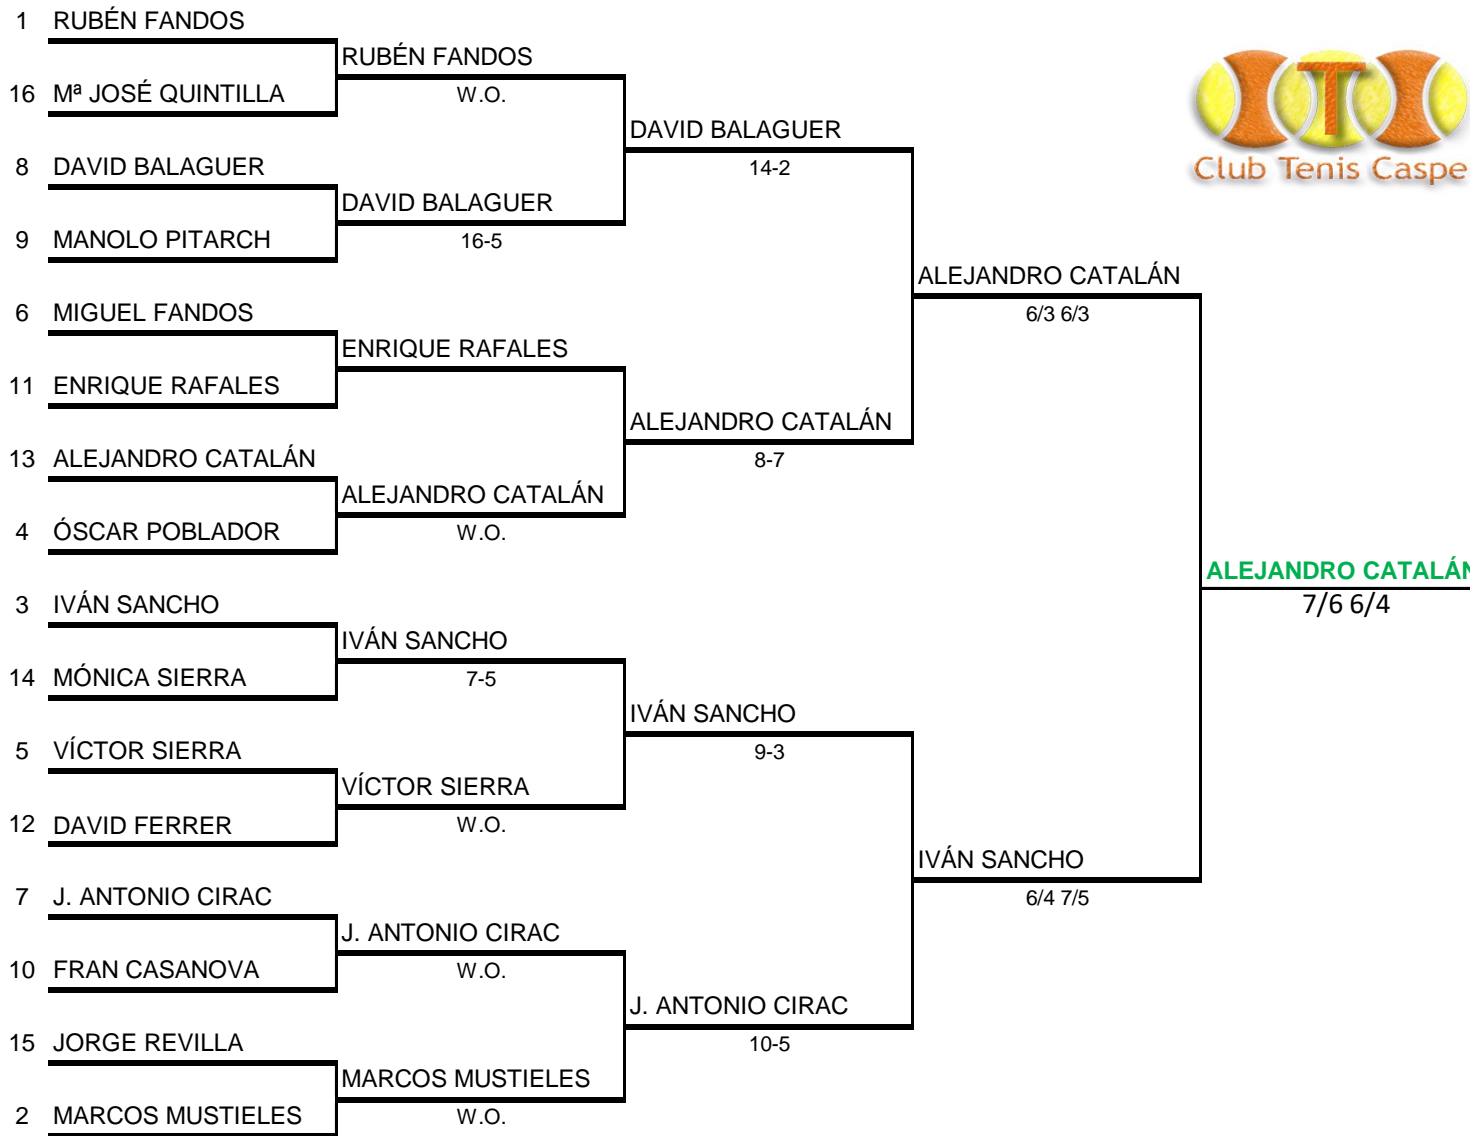 1 RUBÉN FANDOS
RUBÉN FANDOS
16 Mª JOSÉ QUINTILLA
W.O.
DAVID BALAGUER
8 DAVID BALAGUER
14-2
Club Tenis Caspe
DAVID BALAGUER
9 MANOLO PITARCH
16-5
ALEJANDRO CATALÁN
6 MIGUEL FANDOS
6/3 6/3
ENRIQUE RAFALES
11 ENRIQUE RAFALES
ALEJANDRO CATALÁN
13 ALEJANDRO CATALÁN
8-7
ALEJANDRO CATALÁN
4 ÓSCAR POBLADOR
W.O.
ALEJANDRO CATALÁN
3 IVÁN SANCHO
7/6 6/4
IVÁN SANCHO
14 MÓNICA SIERRA
7-5
IVÁN SANCHO
5 VÍCTOR SIERRA
9-3
VÍCTOR SIERRA
12 DAVID FERRER
W.O.
IVÁN SANCHO
7 J. ANTONIO CIRAC
6/4 7/5
J. ANTONIO CIRAC
10 FRAN CASANOVA
W.O.
J. ANTONIO CIRAC
15 JORGE REVILLA
10-5
MARCOS MUSTIELES
2 MARCOS MUSTIELES
W.O.